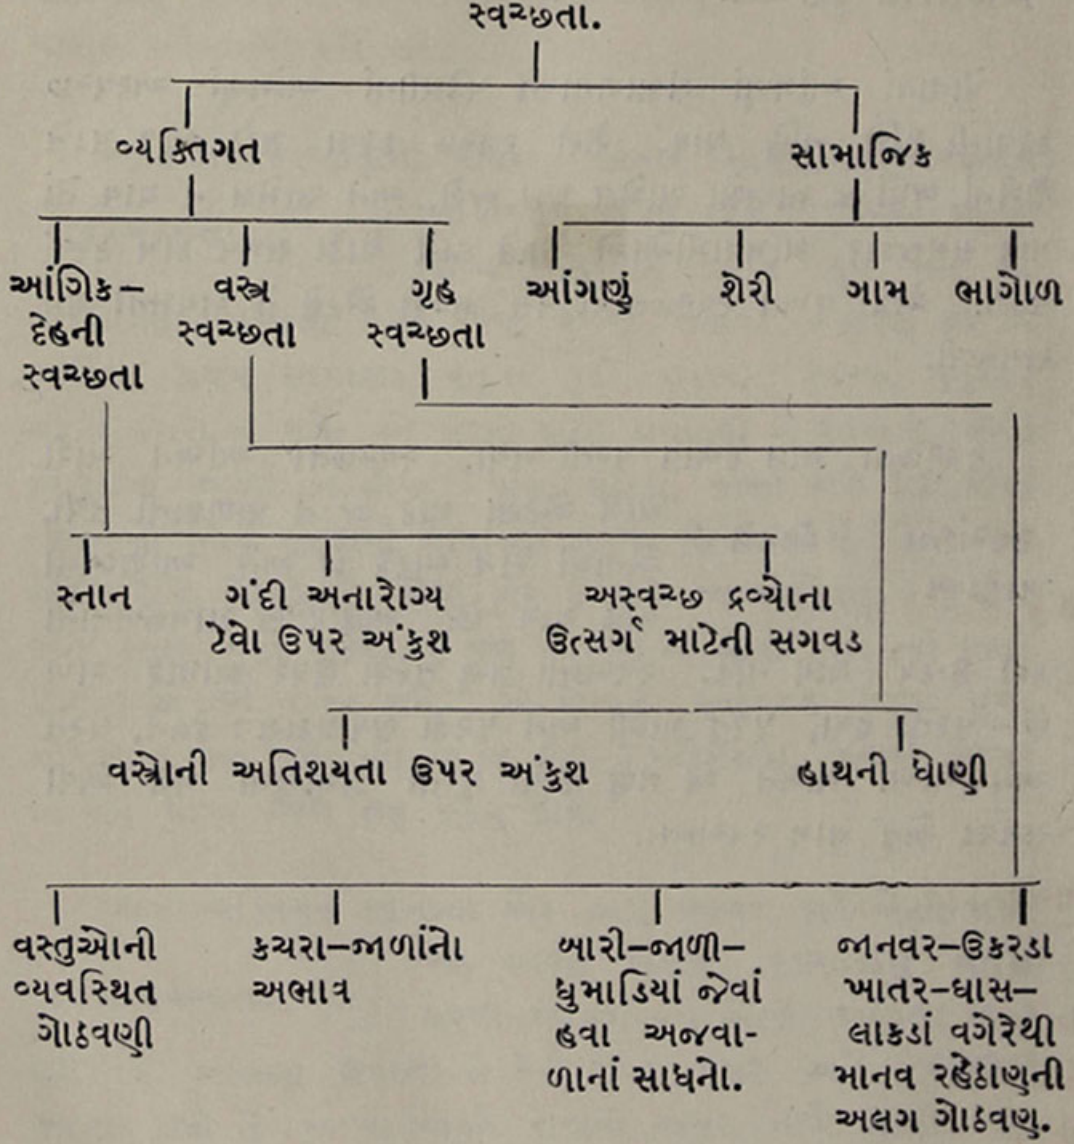 સ્વચ્છતા.
વ્યક્તિગત સામાજિક
આંગિક– વસ્ત્ર ગૃહ આંગણું શેરી ગામ ભાગોળ
દેહની સ્વચ્છતા સ્વચ્છતા
સ્વચ્છતા
સ્નાન ગંદી અનારોગ્ય અસ્વચ્છ દ્રવ્યોના
ટેવો ઉપર અંકુશ ઉત્સર્ગ માટેની સગવડ
વસ્ત્રોની અતિશયતા ઉપર અંકુશ હાથની ધોણી
વસ્તુઓની કચરા–જાળાંનો બારી–જાળી– જાનવર–ઉકરડા
વ્યવસ્થિત અભાવ ધુમાડિયાં જેવાં ખાતર–ઘાસ–
ગોઠવણી હવા અજવા- લાકડાં વગેરેથી
ળાનાં સાધનો. માનવ રહેઠાણની
અલગ ગોઠવણ.